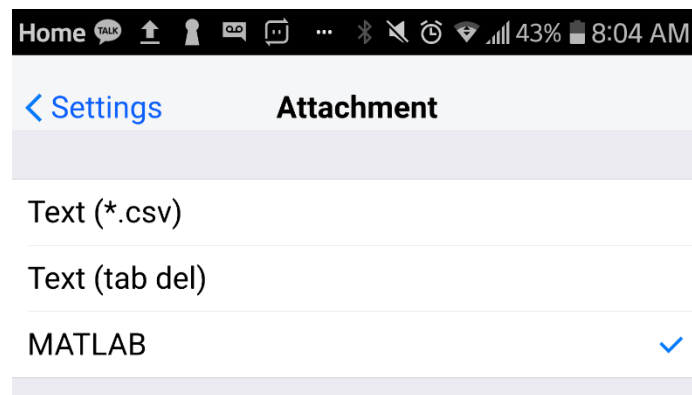 Home TALK 43% 8:04 AM
Settings Attachment
Text (*.csv)
Text (tab del)
MATLAB